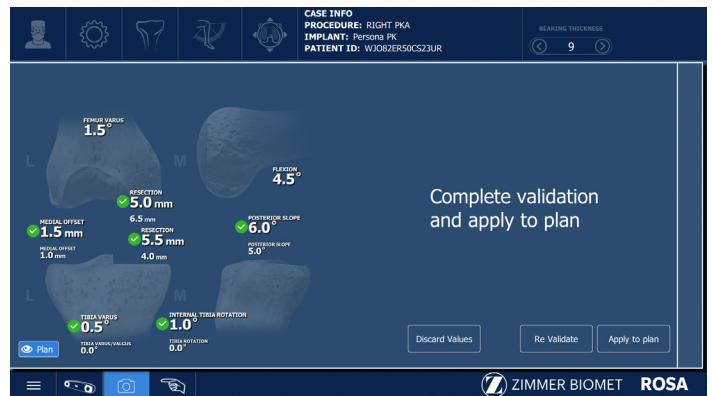 CASE INFO
PROCEDURE: RIGHT PKA
IMPLANT: Persona PK
PATIENT ID: WJO82ER50CS23UR
BEARING THICKNESS
9
FEMUR VARUS
1.5°
L
M
FLEXION
4.5°
RESECTION
5.0 mm
6.5 mm
MEDIAL OFFSET
1.5 mm
MEDIAL OFFSET
1.0 mm
RESECTION
5.5 mm
4.0 mm
POSTERIOR SLOPE
6.0°
POSTERIOR SLOPE
5.0°
L
M
TIBIA VARUS
0.5°
TIBIA VARUS/VALGUS
0.0°
INTERNAL TIBIA ROTATION
1.0°
TIBIA ROTATION
0.0°
Plan
Complete validation
and apply to plan
Discard Values
Re Validate
Apply to plan
ZIMMER BIOMET
ROSA